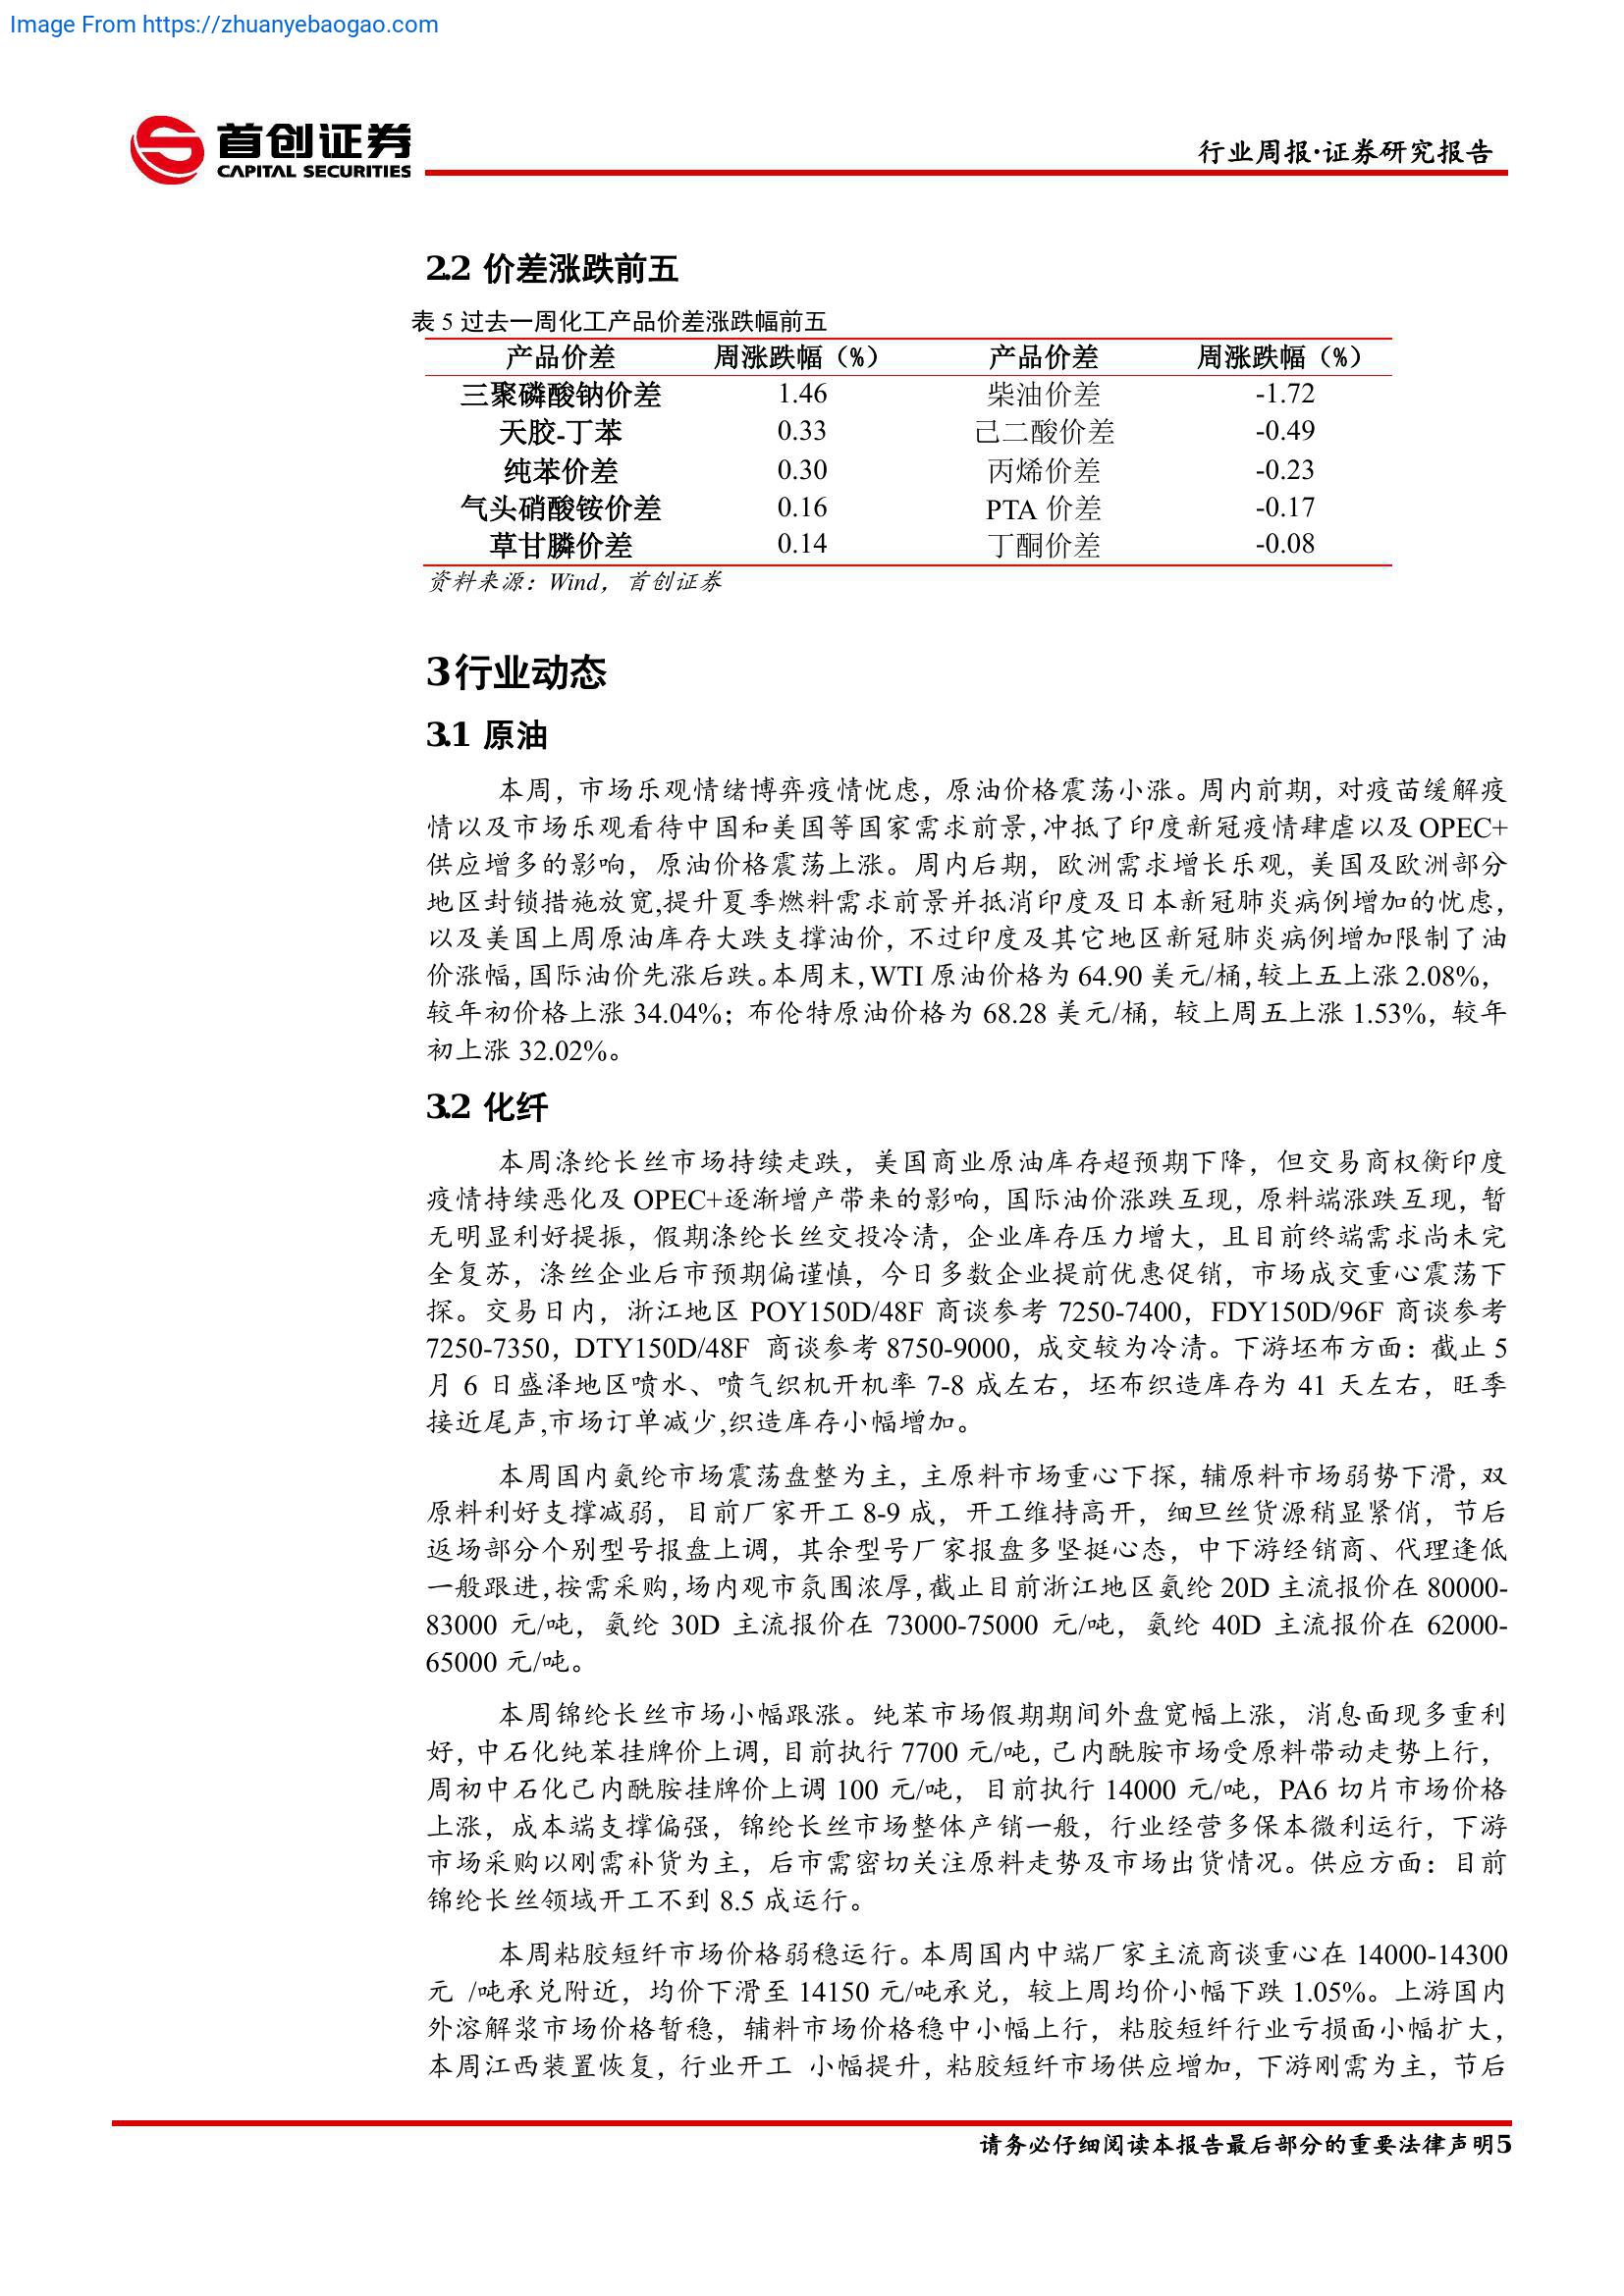 Image From https://zhuanyebaogao.com
首创证券
CAPITAL SECURITIES
行业周报·证券研究报告
2.2 价差涨跌前五
表 5 过去一周化工产品价差涨跌幅前五
产品价差 周涨跌幅（%） 产品价差 周涨跌幅（%）
三聚磷酸钠价差 1.46 柴油价差 -1.72
天胶-丁苯 0.33 己二酸价差 -0.49
纯苯价差 0.30 丙烯价差 -0.23
气头硝酸铵价差 0.16 PTA 价差 -0.17
草甘膦价差 0.14 丁酮价差 -0.08
资料来源：Wind，首创证券
3 行业动态
3.1 原油
本周，市场乐观情绪博弈疫情忧虑，原油价格震荡小涨。周内前期，对疫苗缓解疫
情以及市场乐观看待中国和美国等国家需求前景,冲抵了印度新冠疫情肆虐以及 OPEC+
供应增多的影响，原油价格震荡上涨。周内后期，欧洲需求增长乐观，美国及欧洲部分
地区封锁措施放宽,提升夏季燃料需求前景并抵消印度及日本新冠肺炎病例增加的忧虑，
以及美国上周原油库存大跌支撑油价，不过印度及其它地区新冠肺炎病例增加限制了油
价涨幅,国际油价先涨后跌。本周末，WTI 原油价格为 64.90 美元/桶,较上五上涨 2.08%，
较年初价格上涨 34.04%；布伦特原油价格为 68.28 美元/桶，较上周五上涨 1.53%，较年
初上涨 32.02%。
3.2 化纤
本周涤纶长丝市场持续走跌，美国商业原油库存超预期下降，但交易商权衡印度
疫情持续恶化及 OPEC+逐渐增产带来的影响，国际油价涨跌互现，原料端涨跌互现，暂
无明显利好提振，假期涤纶长丝交投冷清，企业库存压力增大，且目前终端需求尚未完
全复苏，涤丝企业后市预期偏谨慎，今日多数企业提前优惠促销，市场成交重心震荡下
探。交易日内，浙江地区 POY150D/48F 商谈参考 7250-7400，FDY150D/96F 商谈参考
7250-7350，DTY150D/48F 商谈参考 8750-9000，成交较为冷清。下游坯布方面：截止 5
月 6 日盛泽地区喷水、喷气织机开机率 7-8 成左右，坯布织造库存为 41 天左右，旺季
接近尾声,市场订单减少,织造库存小幅增加。
本周国内氨纶市场震荡盘整为主，主原料市场重心下探，辅原料市场弱势下滑，双
原料利好支撑减弱，目前厂家开工 8-9 成，开工维持高开，细旦丝货源稍显紧俏，节后
返场部分个别型号报盘上调，其余型号厂家报盘多坚挺心态，中下游经销商、代理逢低
一般跟进,按需采购,场内观市氛围浓厚,截止目前浙江地区氨纶 20D 主流报价在 80000-
83000 元/吨，氨纶 30D 主流报价在 73000-75000 元/吨，氨纶 40D 主流报价在 62000-
65000 元/吨。
本周锦纶长丝市场小幅跟涨。纯苯市场假期期间外盘宽幅上涨，消息面现多重利
好，中石化纯苯挂牌价上调，目前执行 7700 元/吨，己内酰胺市场受原料带动走势上行，
周初中石化己内酰胺挂牌价上调 100 元/吨，目前执行 14000 元/吨，PA6 切片市场价格
上涨，成本端支撑偏强，锦纶长丝市场整体产销一般，行业经营多保本微利运行，下游
市场采购以刚需补货为主，后市需密切关注原料走势及市场出货情况。供应方面：目前
锦纶长丝领域开工不到 8.5 成运行。
本周粘胶短纤市场价格弱稳运行。本周国内中端厂家主流商谈重心在 14000-14300
元 /吨承兑附近，均价下滑至 14150 元/吨承兑，较上周均价小幅下跌 1.05%。上游国内
外溶解浆市场价格暂稳，辅料市场价格稳中小幅上行，粘胶短纤行业亏损面小幅扩大，
本周江西装置恢复，行业开工 小幅提升，粘胶短纤市场供应增加，下游刚需为主，节后
请务必仔细阅读本报告最后部分的重要法律声明5